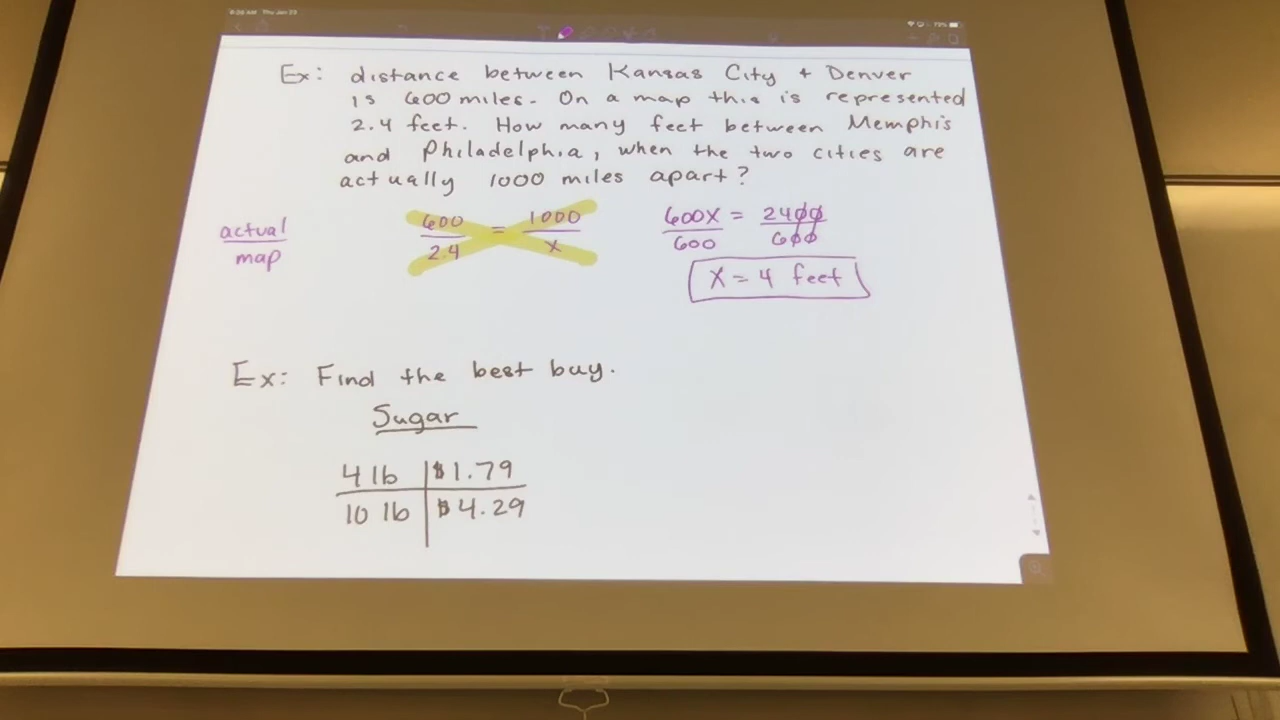 Ex: distance between Kansas City + Denver
is 600 miles. On a map this is represented
2.4 feet. How many feet between Memphis
and Philadelphia, when the two cities are
actually 1000 miles apart?
actual
map
600
2.4
=
1000
x
600x = 2400
600 600
x = 4 feet
Ex: Find the best buy.
Sugar
4 lb $1.79
10 lb $4.29